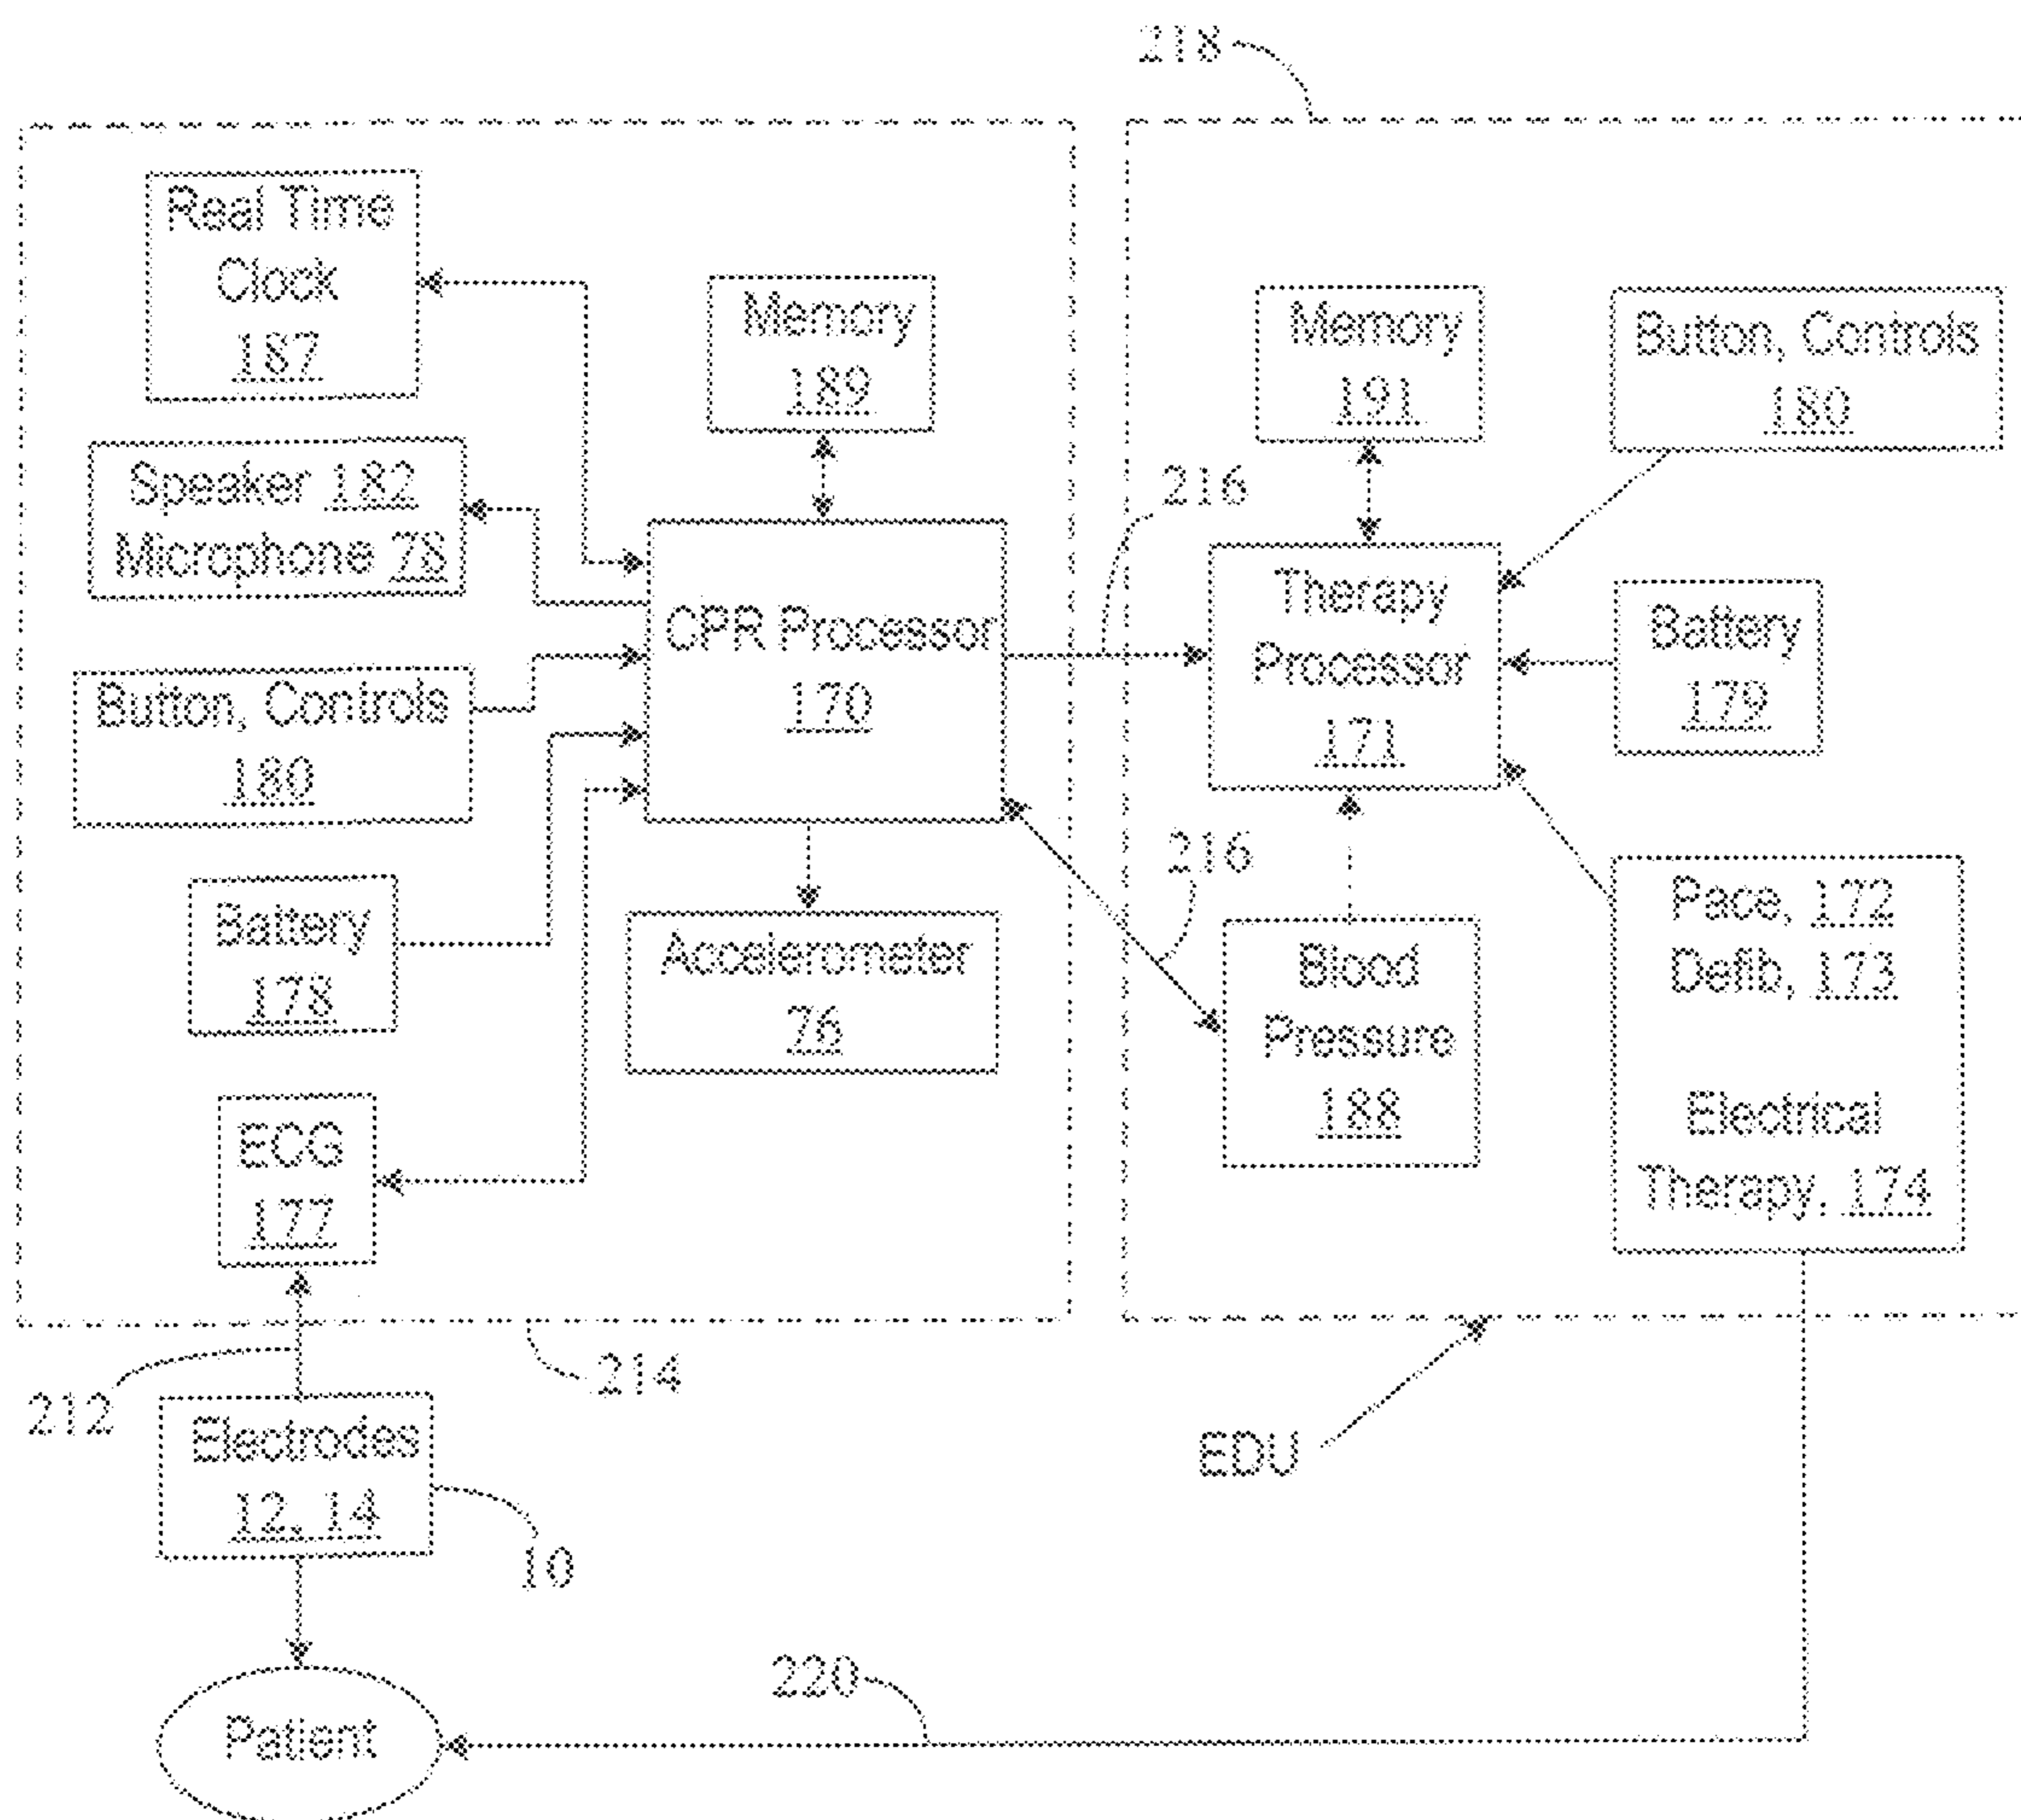 218
Real Time
Clock
187
Memory
189
Memory
191
Button, Controls
180
Speaker 182
Microphone 78
216
CPR Processor
170
Therapy
Processor
171
Battery
179
Button, Controls
180
216
Battery
178
Accelerometer
76
Blood
Pressure
188
Pace, 172
Defib, 173
Electrical
Therapy, 174
ECG
177
212
214
Electrodes
12, 14
10
EDU
220
Patient